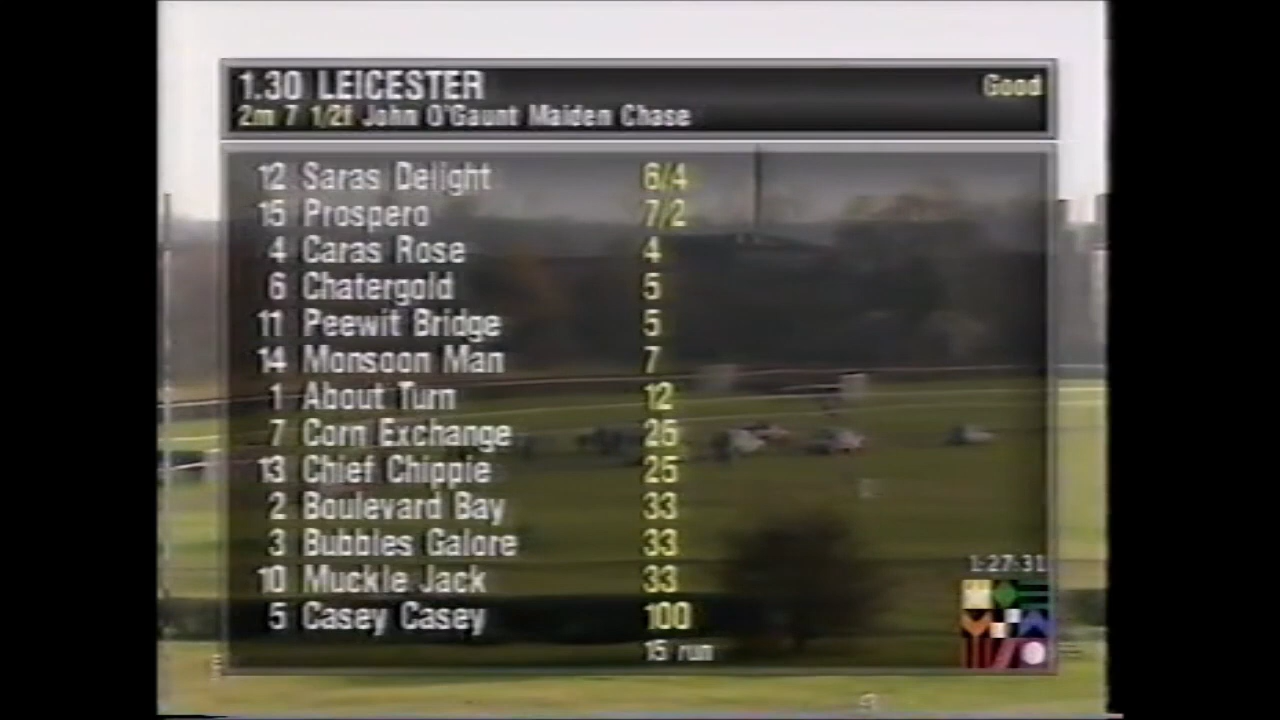 1.30 LEICESTER Good
2m 7 1/2f John O'Gaunt Maiden Chase
12 Saras Delight 6/4
15 Prospero 7/2
4 Caras Rose 4
6 Chatergold 5
11 Peewit Bridge 5
14 Monsoon Man 7
1 About Turn 12
7 Corn Exchange 25
13 Chief Chippie 25
2 Boulevard Bay 33
3 Bubbles Galore 33
10 Muckle Jack 33
5 Casey Casey 100
15 run
1:27:31